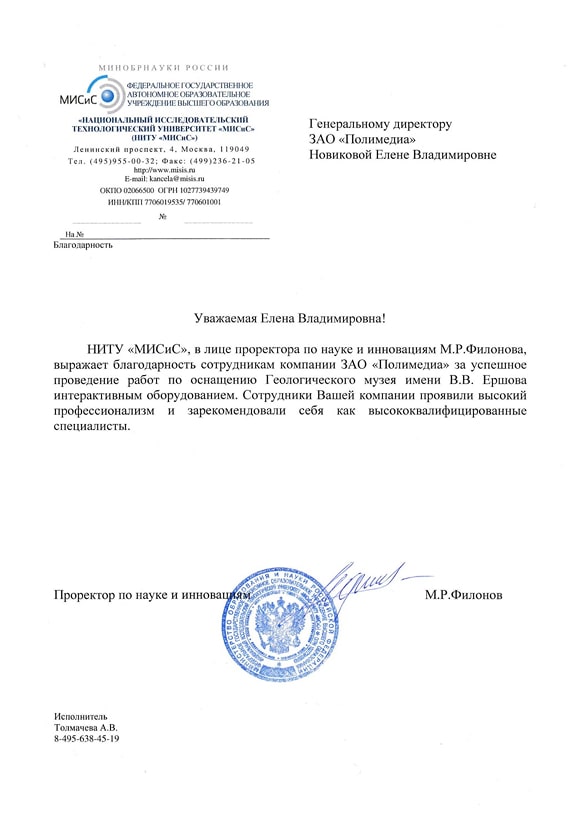 МИНОБРНАУКИ РОССИИ
МИСиС
ФЕДЕРАЛЬНОЕ ГОСУДАРСТВЕННОЕ
АВТОНОМНОЕ ОБРАЗОВАТЕЛЬНОЕ
УЧРЕЖДЕНИЕ ВЫСШЕГО ОБРАЗОВАНИЯ
«НАЦИОНАЛЬНЫЙ ИССЛЕДОВАТЕЛЬСКИЙ
ТЕХНОЛОГИЧЕСКИЙ УНИВЕРСИТЕТ «МИСиС»
(НИТУ «МИСиС»)
Ленинский проспект, 4, Москва, 119049
Тел. (495)955-00-32; Факс: (499)236-21-05
http://www.misis.ru
E-mail: kancela@misis.ru
ОКПО 02066500 ОГРН 1027739439749
ИНН/КПП 7706019535/ 770601001
№
На №
Благодарность
Генеральному директору
ЗАО «Полимедиа»
Новиковой Елене Владимировне
Уважаемая Елена Владимировна!
НИТУ «МИСиС», в лице проректора по науке и инновациям М.Р.Филонова,
выражает благодарность сотрудникам компании ЗАО «Полимедиа» за успешное
проведение работ по оснащению Геологического музея имени В.В. Ершова
интерактивным оборудованием. Сотрудники Вашей компании проявили высокий
профессионализм и зарекомендовали себя как высококвалифицированные
специалисты.
Проректор по науке и инновациям
М.Р.Филонов
МИНИСТЕРСТВО ОБРАЗОВАНИЯ И НАУКИ РОССИЙСКОЙ ФЕДЕРАЦИИ
Исполнитель
Толмачева А.В.
8-495-638-45-19